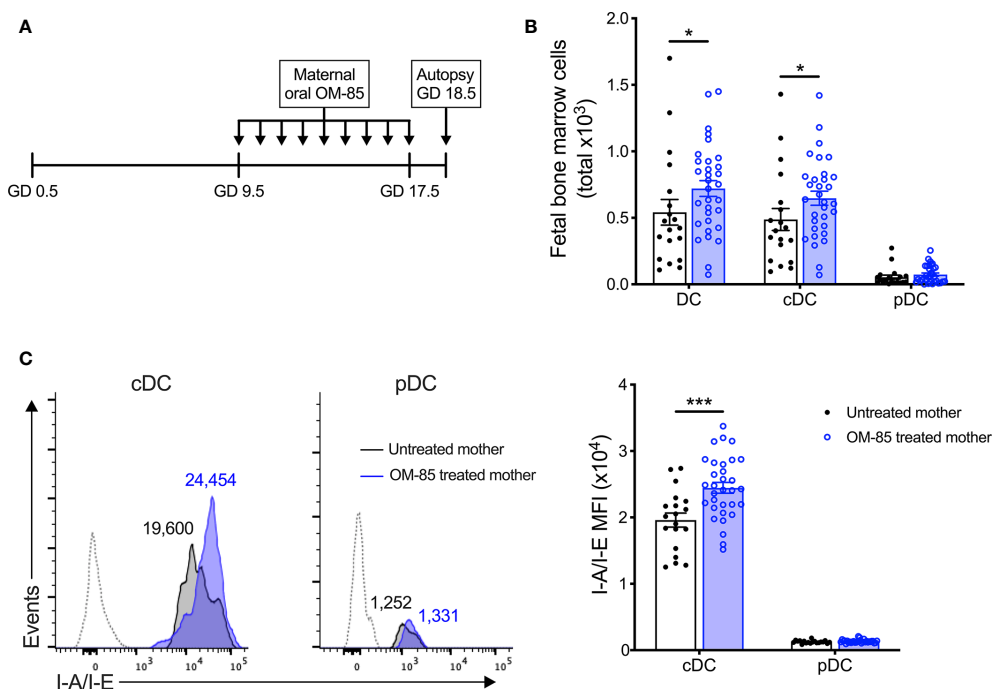 A
Maternal
oral OM-85
Autopsy
GD 18.5
GD 0.5
GD 9.5
GD 17.5
B
Fetal bone marrow cells
(total x10³)
2.0
1.5
1.0
0.5
0.0
*
*
DC
cDC
pDC
C
cDC
pDC
Events
24,454
19,600
1,252
1,331
Untreated mother
OM-85 treated mother
0
10³
10⁴
10⁵
0
10³
10⁴
10⁵
I-A/I-E
I-A/I-E MFI (x10⁴)
4
3
2
1
0
***
cDC
pDC
Untreated mother
OM-85 treated mother